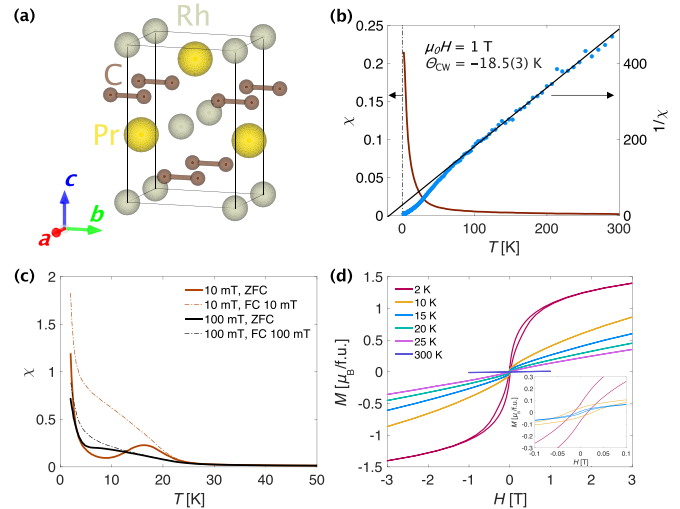 (a)
Rh
C
Pr
c
b
a
(b)
μ₀H = 1 T
Θ_CW = −18.5(3) K
χ
0.25
0.2
0.15
0.1
0.05
0
1/χ
400
200
0
0 100 200 300
T [K]
(c)
10 mT, ZFC
10 mT, FC 10 mT
100 mT, ZFC
100 mT, FC 100 mT
χ
2
1.5
1
0.5
0
0 10 20 30 40 50
T [K]
(d)
2 K
10 K
15 K
20 K
25 K
300 K
M [μ_B/f.u.]
1.5
1
0.5
0
-0.5
-1
-1.5
-3 -2 -1 0 1 2 3
H [T]
M [μ_B/f.u.]
0.3
0.2
0.1
0
-0.1
-0.2
-0.3
-0.1 -0.05 0 0.05 0.1
H [T]